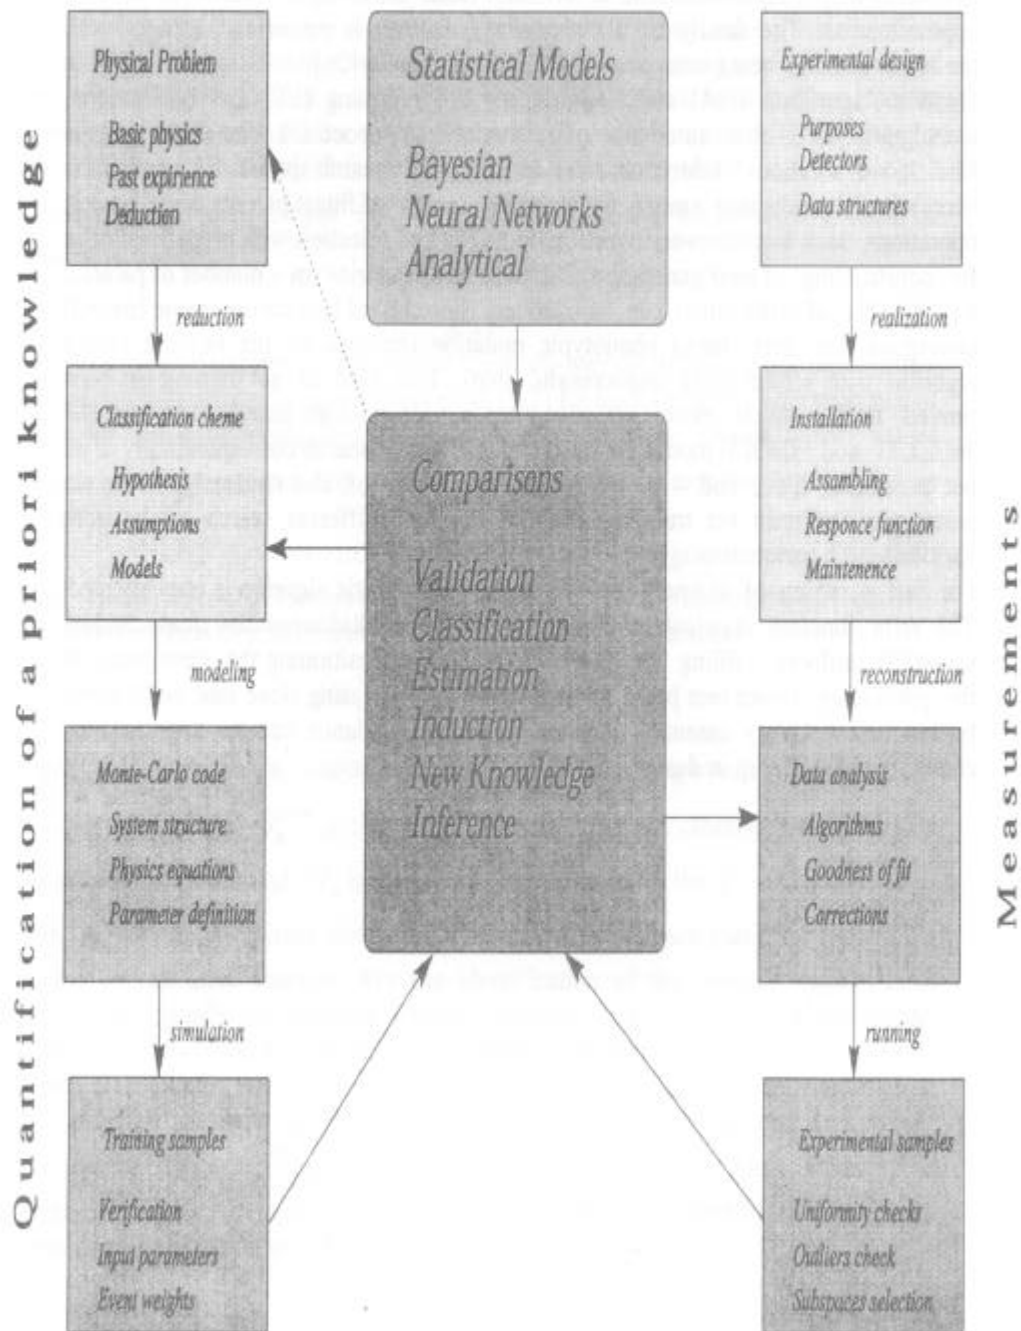 Quantification of a priori knowledge
Physical Problem
Basic physics
Past expirience
Deduction
reduction
Classification cheme
Hypothesis
Assumptions
Models
modeling
Monte-Carlo code
System structure
Physics equations
Parameter definition
simulation
Training samples
Verification
Input parameters
Event weights
Statistical Models
Bayesian
Neural Networks
Analytical
Comparisons
Validation
Classification
Estimation
Induction
New Knowledge
Inference
Experimental design
Purposes
Detectors
Data structures
realization
Installation
Assembling
Responce function
Maintenence
reconstruction
Data analysis
Algorithms
Goodness of fit
Corrections
running
Experimental samples
Uniformity checks
Outliers check
Subspaces selection
Measurements